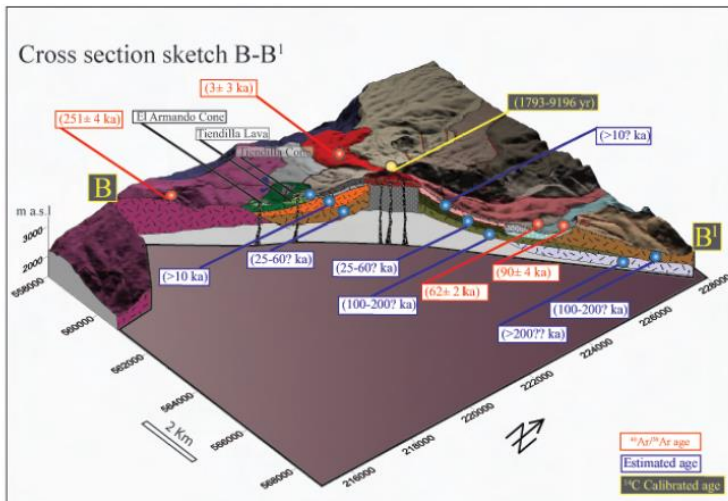 Cross section sketch B-B¹
(3± 3 ka)
(1793-9196 yr)
(251± 4 ka)
El Armando Cone
Tiendilla Lava
Tiendilla Cone
(>10? ka)
B
m a.s.l
3000
2000
B¹
(>10 ka)
(25-60? ka)
(25-60? ka)
(100-200? ka)
(62± 2 ka)
(90± 4 ka)
(100-200? ka)
(>200?? ka)
558000
560000
562000
564000
566000
568000
216000
218000
220000
222000
224000
226000
228000
2 Km
N
⁴⁰Ar/³⁹Ar age
Estimated age
¹⁴C Calibrated age